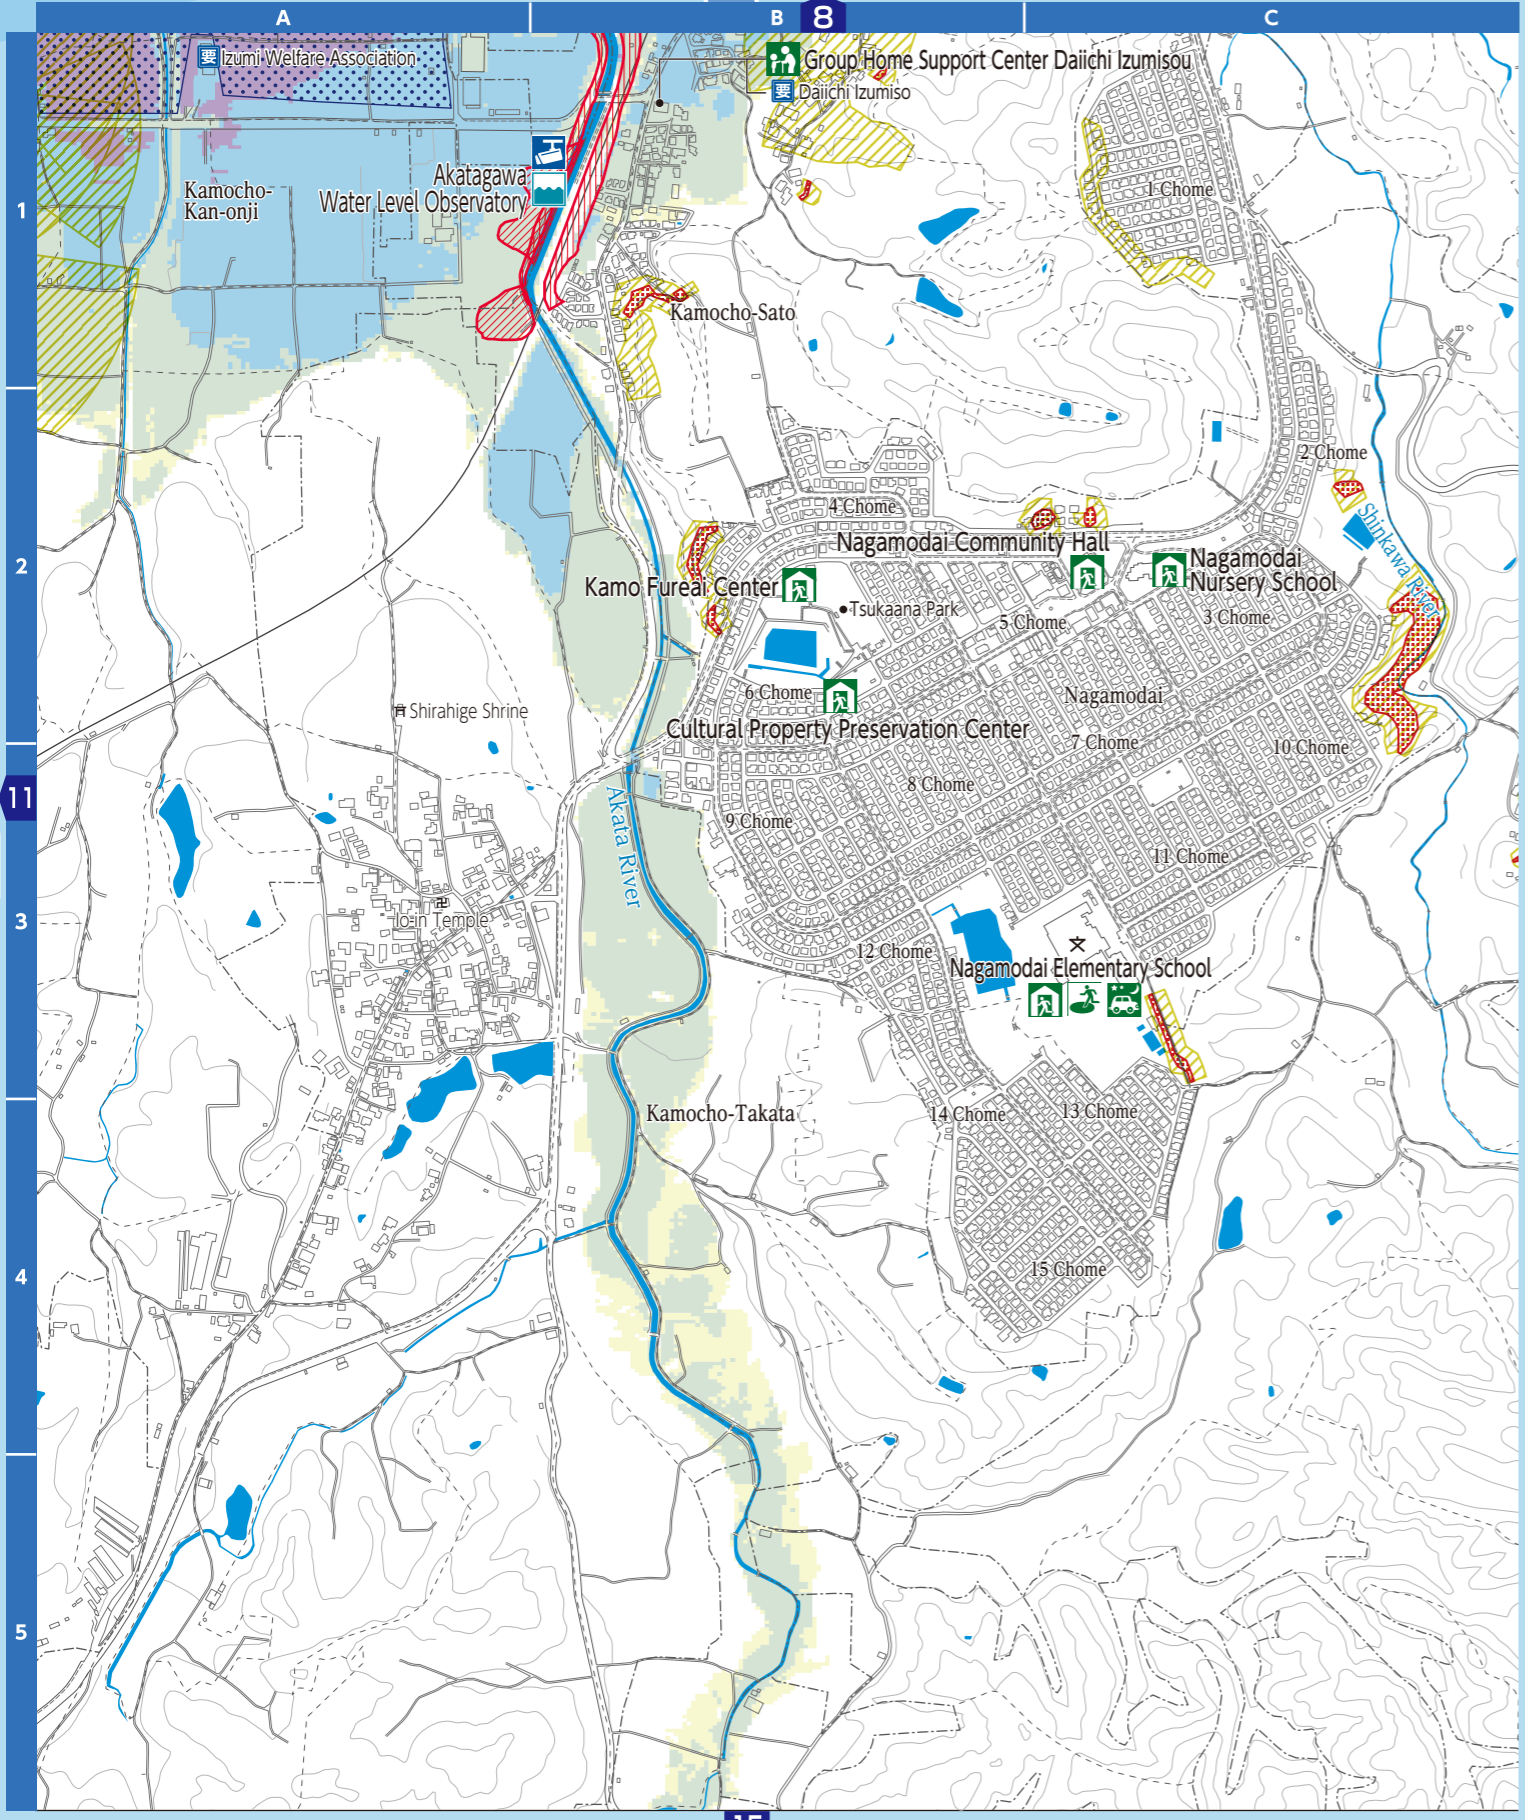 A
B
8
C
要 Izumi Welfare Association
Group Home Support Center Daiichi Izumisou
要 Daiichi Izumiso
1
Kamocho-
Kan-onji
Akatagawa
Water Level Observatory
1 Chome
Kamocho-Sato
2 Chome
4 Chome
Shinkawa River
2
Nagamodai Community Hall
Nagamodai
Nursery School
Kamo Fureai Center
Tsukaana Park
5 Chome
3 Chome
6 Chome
Nagamodai
Shirahige Shrine
Cultural Property Preservation Center
7 Chome
10 Chome
11
8 Chome
9 Chome
Akata River
11 Chome
3
Jo-in Temple
12 Chome
文
Nagamodai Elementary School
Kamocho-Takata
14 Chome
13 Chome
4
15 Chome
5